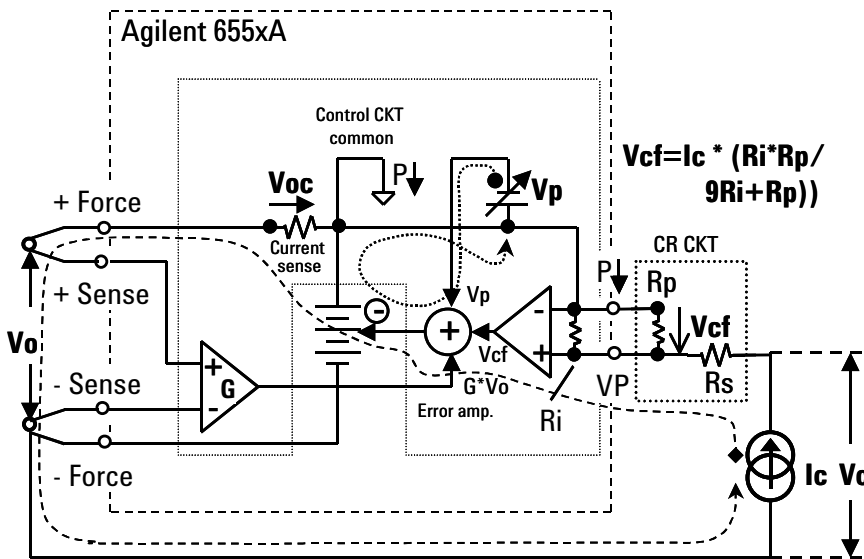 Agilent 655xA
Control CKT
common
P
Vcf=Ic * (Ri*Rp/
9Ri+Rp))
Voc
Vp
+ Force
Current
sense
CR CKT
P
Rp
+ Sense
Vp
-
+
Vcf
Vo
- Sense
+
G
-
-
+
Vcf
G*Vo
Error amp.
Ri
VP
Rs
- Force
Ic
Vc